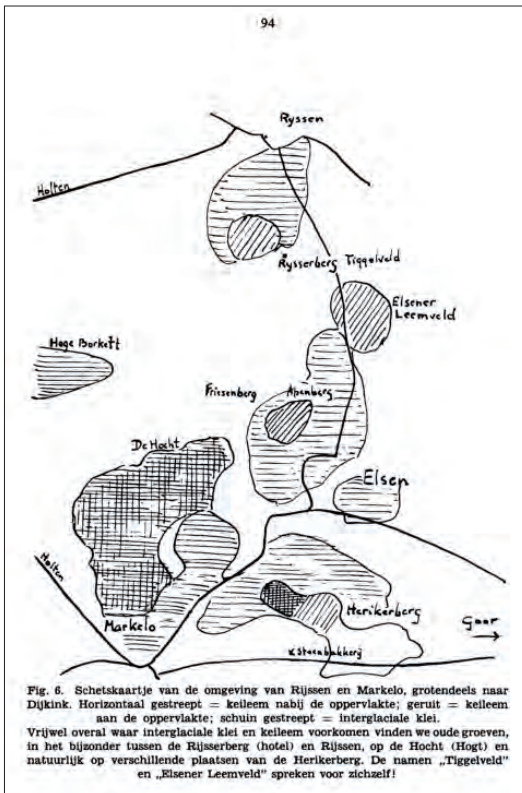 94
Ryssen
Holten
Rysserberg Tiggelveld
Elsener
Leemveld
Hoge Borkett
Friesenberg
Apenberg
De Hocht
Elsen
Holten
Herikerberg
Markelo
Goor
x Steenbakkerij
Fig. 6. Schetskaartje van de omgeving van Rijssen en Markelo, grotendeels naar
Dijkink. Horizontaal gestreept = keileem nabij de oppervlakte; geruit = keileem
aan de oppervlakte; schuin gestreept = interglaciale klei.
Vrijwel overal waar interglaciale klei en keileem voorkomen vinden we oude groeven,
in het bijzonder tussen de Rijsserberg (hotel) en Rijssen, op de Hocht (Hogt) en
natuurlijk op verschillende plaatsen van de Herikerberg. De namen „Tiggelveld”
en „Elsener Leemveld” spreken voor zichzelf!